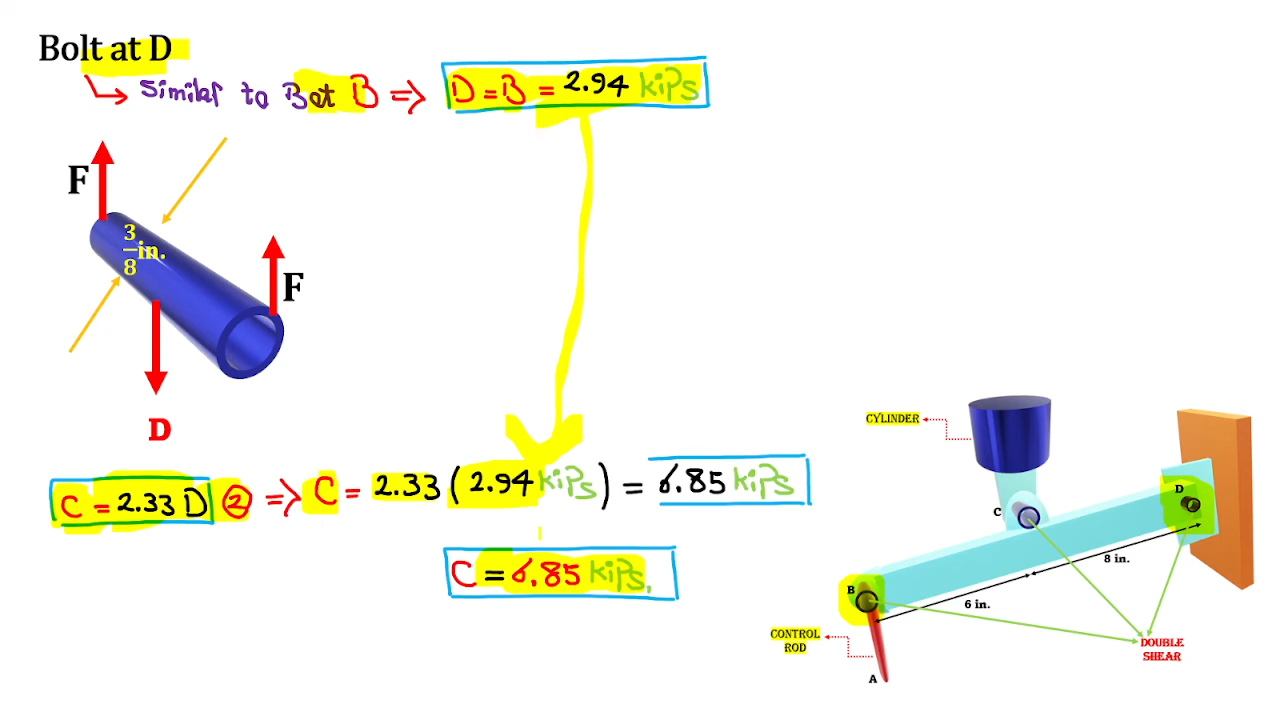 Bolt at D
Similar to Bot B => D = B = 2.94 kips
F
3/8 in.
F
D
C = 2.33 D ② => C = 2.33 (2.94 kips) = 6.85 kips
C = 6.85 kips.
CYLINDER
C
D
8 in.
B
6 in.
CONTROL
ROD
A
DOUBLE
SHEAR